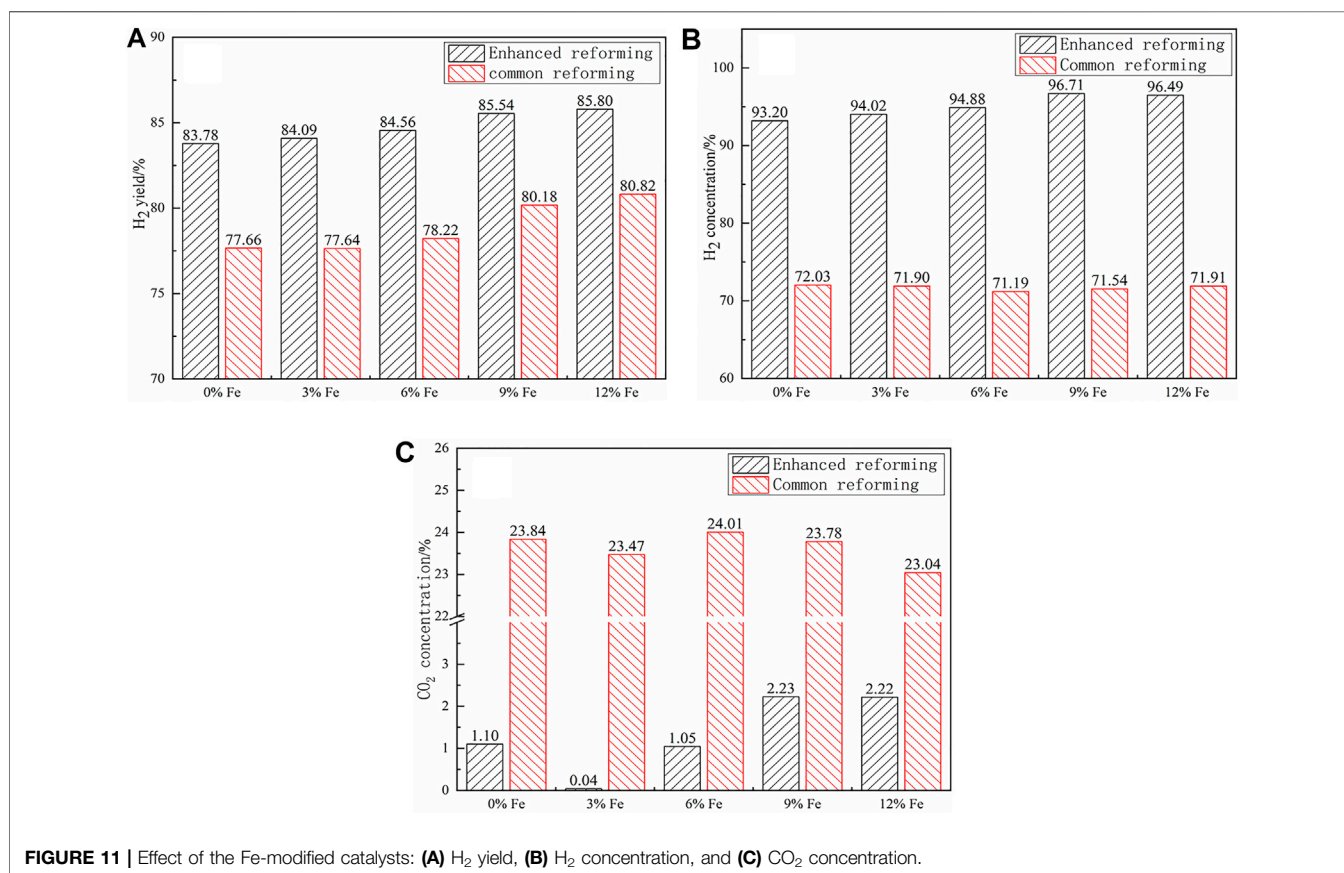 A
90
85
80
75
70
H2 yield/%
Enhanced reforming
common reforming
83.78
77.66
84.09
77.64
84.56
78.22
85.54
80.18
85.80
80.82
0% Fe
3% Fe
6% Fe
9% Fe
12% Fe
B
100
90
80
70
60
H2 concentration/%
Enhanced reforming
Common reforming
93.20
72.03
94.02
71.90
94.88
71.19
96.71
71.54
96.49
71.91
0% Fe
3% Fe
6% Fe
9% Fe
12% Fe
C
26
25
24
23
22
3
2
1
0
CO2 concentration/%
Enhanced reforming
Common reforming
1.10
23.84
0.04
23.47
1.05
24.01
2.23
23.78
2.22
23.04
0% Fe
3% Fe
6% Fe
9% Fe
12% Fe
FIGURE 11 | Effect of the Fe-modified catalysts: (A) H2 yield, (B) H2 concentration, and (C) CO2 concentration.